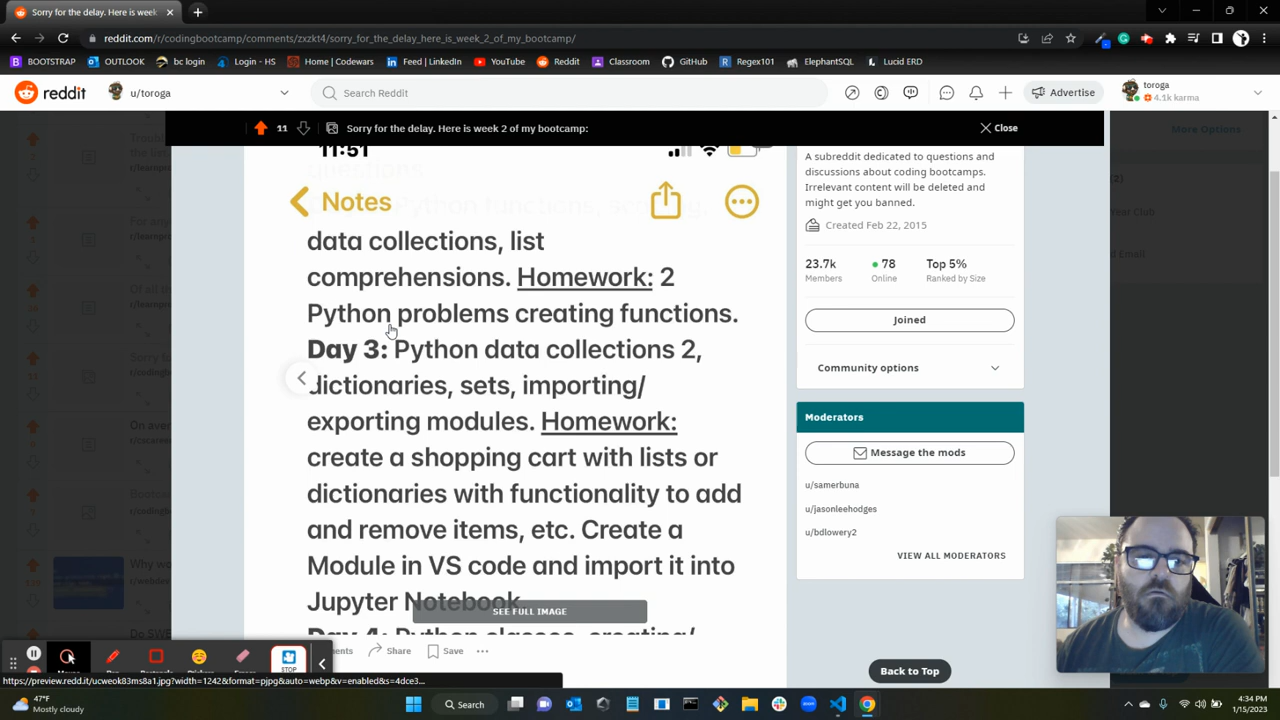 Sorry for the delay. Here is week
reddit.com/r/codingbootcamp/comments/zxzkt4/sorry_for_the_delay_here_is_week_2_of_my_bootcamp/
BOOTSTRAP OUTLOOK bc login Login - HS Home | Codewars Feed | LinkedIn YouTube Reddit Classroom GitHub Regex101 ElephantSQL Lucid ERD
reddit u/toroga Search Reddit Advertise toroga
4.1k karma
11 Sorry for the delay. Here is week 2 of my bootcamp: Close
More Options
11:51
Notes
data collections, list
comprehensions. Homework: 2
Python problems creating functions.
Day 3: Python data collections 2,
dictionaries, sets, importing/
exporting modules. Homework:
create a shopping cart with lists or
dictionaries with functionality to add
and remove items, etc. Create a
Module in VS code and import it into
Jupyter Notebook
SEE FULL IMAGE
Day 4: Python classes, creating/
Share Save
A subreddit dedicated to questions and
discussions about coding bootcamps.
Irrelevant content will be deleted and
might get you banned.
Created Feb 22, 2015
23.7k 78 Top 5%
Members Online Ranked by Size
Joined
Community options
Moderators
Message the mods
u/samerbuna
u/jasonleehodges
u/bdlowery2
VIEW ALL MODERATORS
Back to Top
STOP
https://preview.redd.it/ucweok83ms8a1.jpg?width=1242&format=pjpg&auto=webp&v=enabled&s=4dce3...
47°F
Mostly cloudy
Search
4:34 PM
1/15/2023